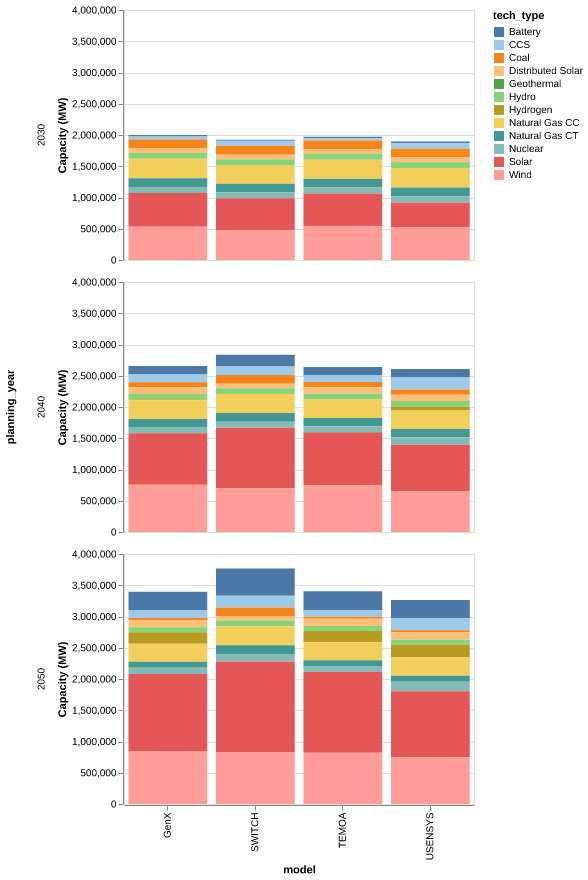 tech_type
Battery
CCS
Coal
Distributed Solar
Geothermal
Hydro
Hydrogen
Natural Gas CC
Natural Gas CT
Nuclear
Solar
Wind
planning_year
2030
Capacity (MW)
4,000,000
3,500,000
3,000,000
2,500,000
2,000,000
1,500,000
1,000,000
500,000
0
2040
Capacity (MW)
4,000,000
3,500,000
3,000,000
2,500,000
2,000,000
1,500,000
1,000,000
500,000
0
2050
Capacity (MW)
4,000,000
3,500,000
3,000,000
2,500,000
2,000,000
1,500,000
1,000,000
500,000
0
GenX
SWITCH
TEMOA
USENSYS
model